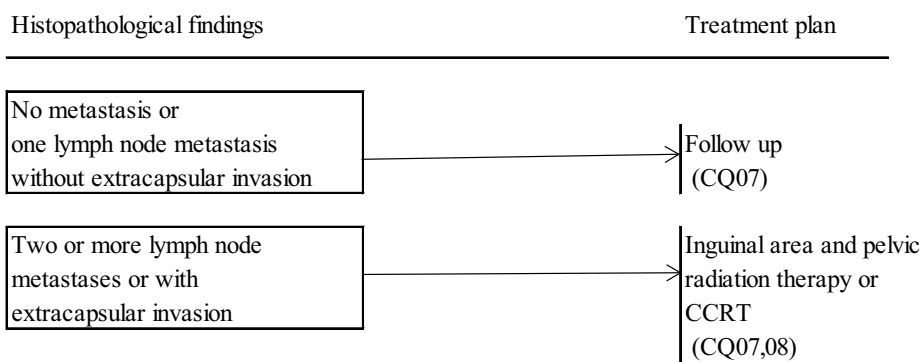 Histopathological findings
Treatment plan
No metastasis or
one lymph node metastasis
without extracapsular invasion
Follow up
(CQ07)
Two or more lymph node
metastases or with
extracapsular invasion
Inguinal area and pelvic
radiation therapy or
CCRT
(CQ07,08)